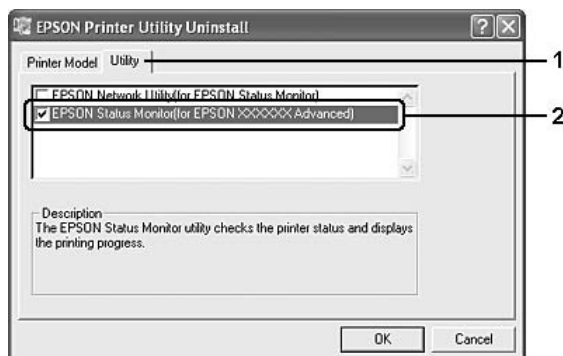 EPSON Printer Utility Uninstall
Printer Model Utility
1
EPSON Network Utility(for EPSON Status Monitor)
EPSON Status Monitor(for EPSON XXXXXX Advanced)
2
Description
The EPSON Status Monitor utility checks the printer status and displays
the printing progress.
OK Cancel